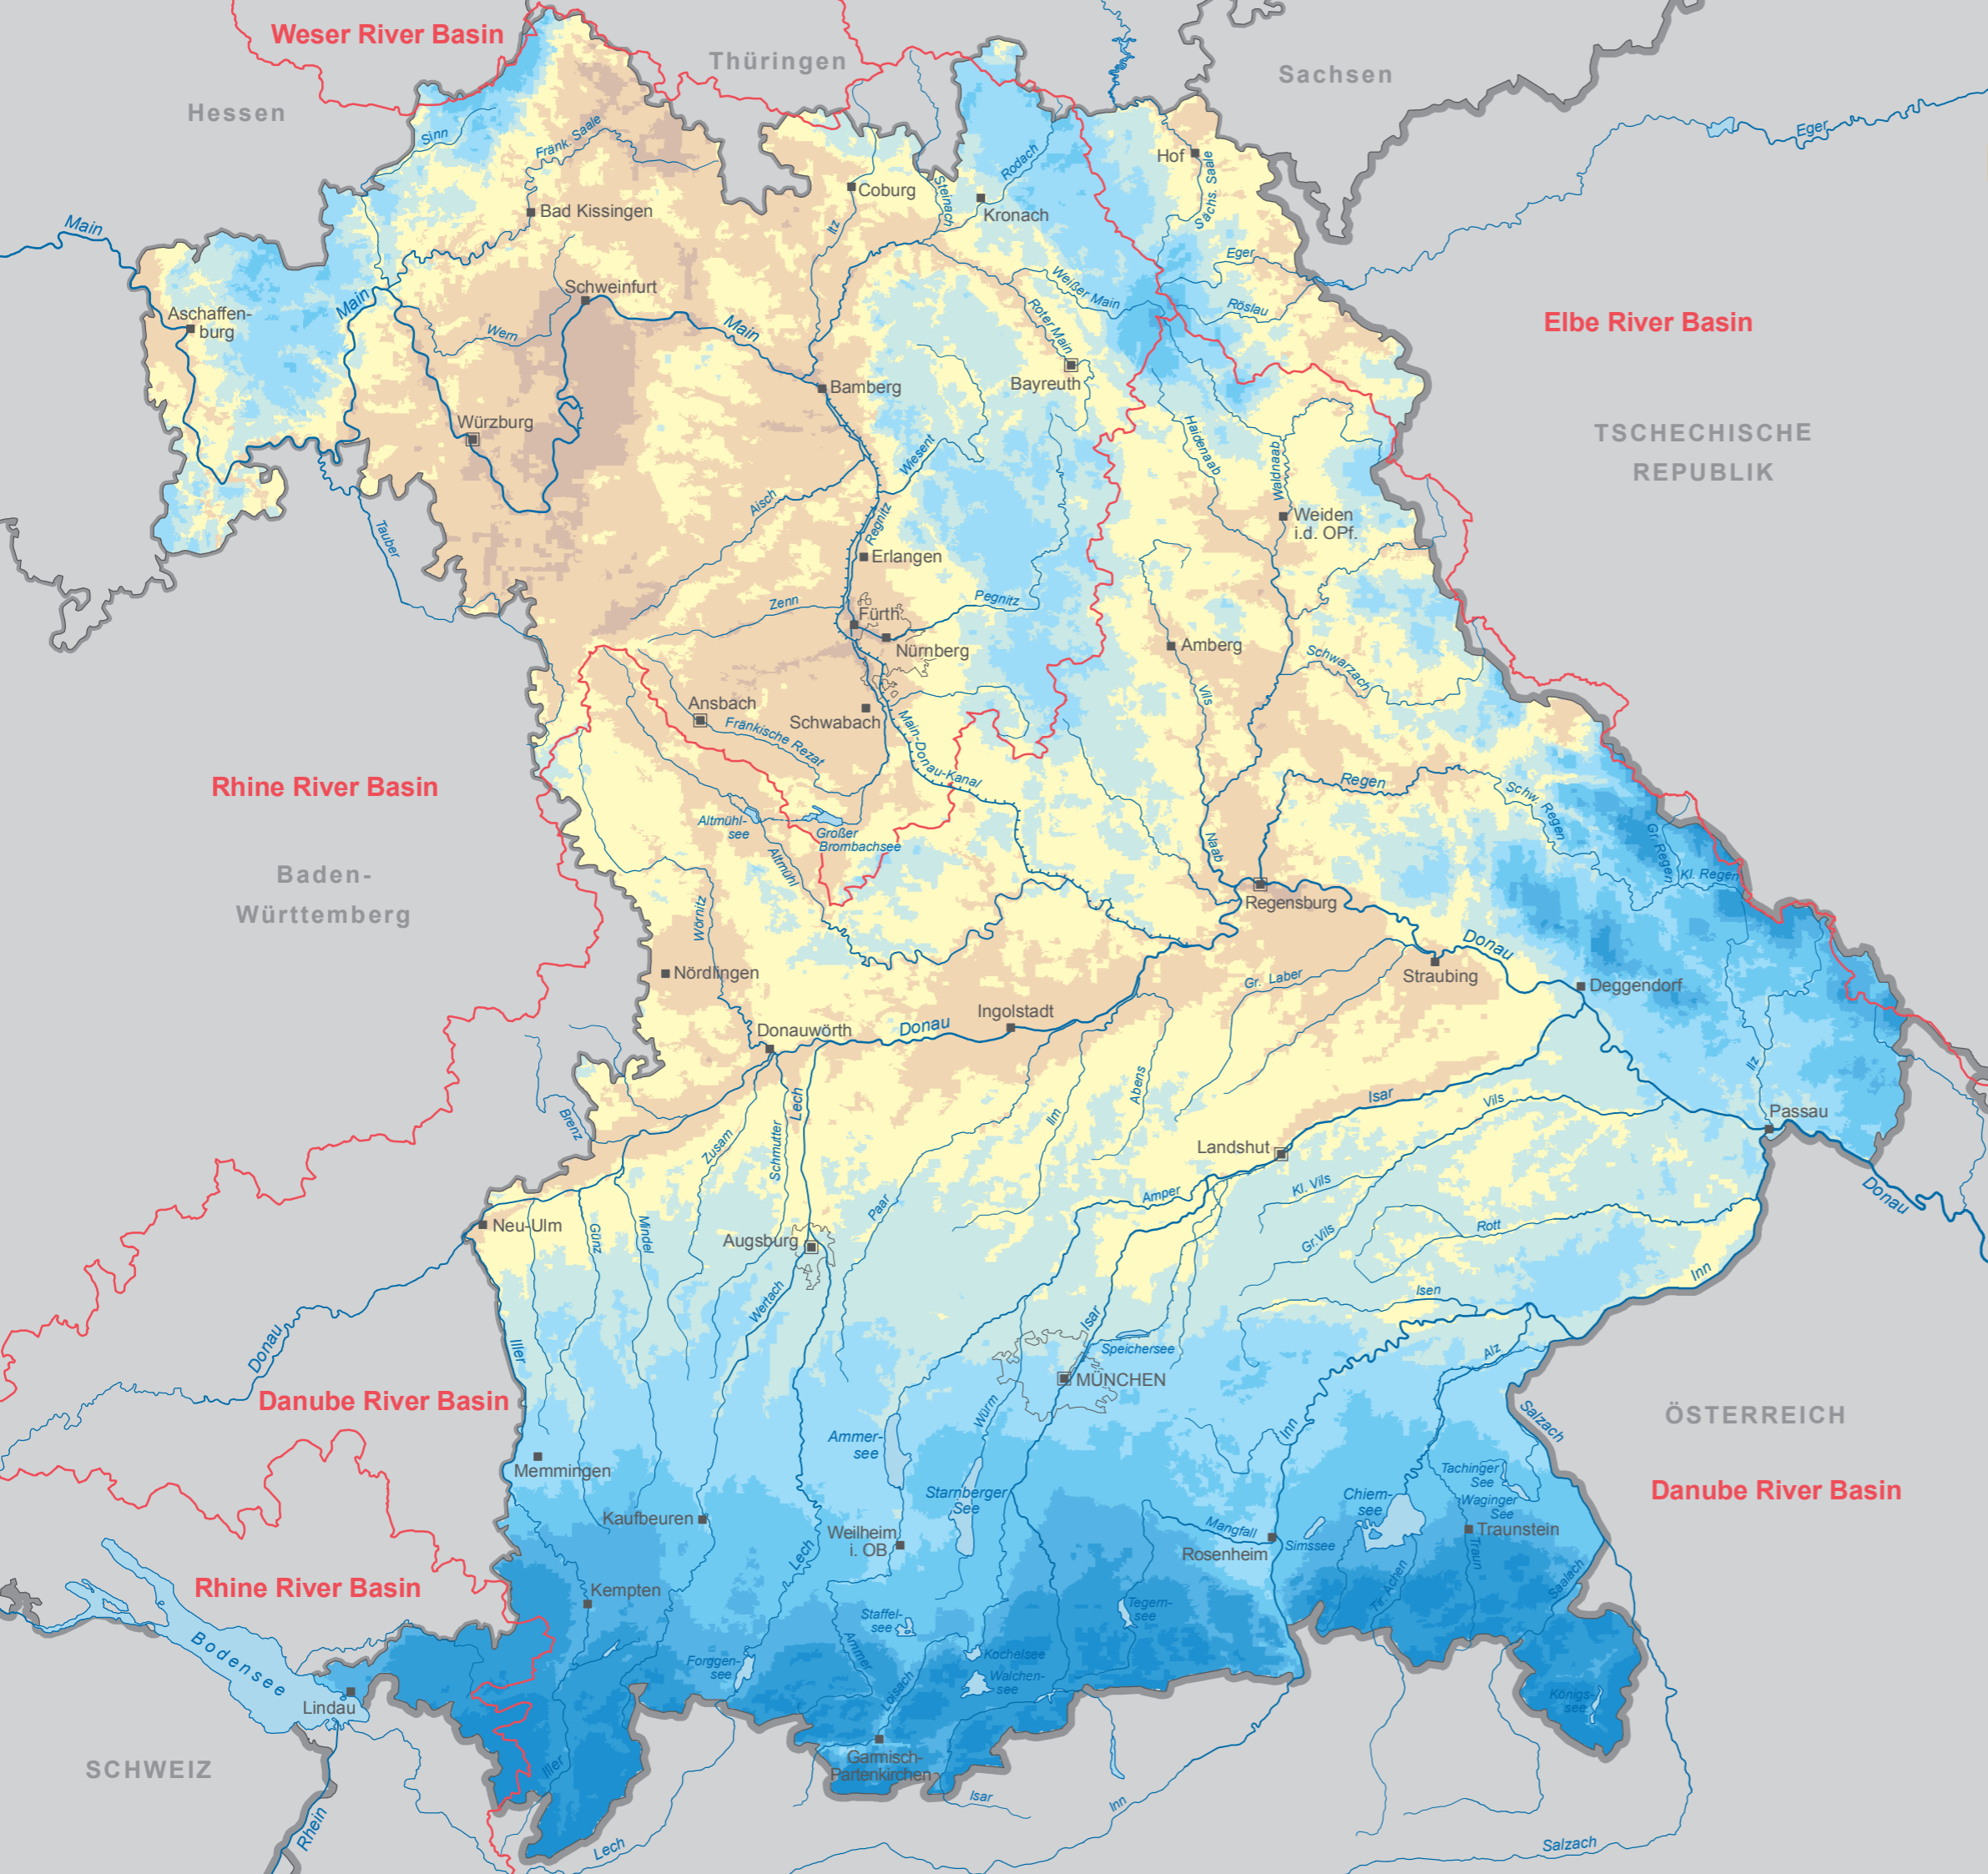 Weser River Basin
Thüringen
Sachsen
Hessen
Eger
Sinn
Fränk. Saale
Hof
Sächs. Saale
Rodach
Steinach
Coburg
Kronach
Bad Kissingen
Itz
Main
Eger
Röslau
Weißer Main
Roter Main
Schweinfurt
Main
Aschaffen-
burg
Wern
Main
Elbe River Basin
Bayreuth
Bamberg
Würzburg
TSCHECHISCHE
REPUBLIK
Haidenaab
Waldnaab
Wiesent
Aisch
Regnitz
Weiden
i.d. OPf.
Tauber
Erlangen
Zenn
Pegnitz
Fürth
Nürnberg
Amberg
Schwarzach
Vils
Ansbach
Schwabach
Fränkische Rezat
Main-Donau-Kanal
Rhine River Basin
Regen
Schw. Regen
Altmühl-
see
Großer
Brombachsee
Altmühl
Naab
Gr. Regen
Kl. Regen
Baden-
Württemberg
Wörnitz
Regensburg
Nördlingen
Donau
Straubing
Gr. Laber
Deggendorf
Ingolstadt
Donau
Donauwörth
Ilz
Lech
Abens
Isar
Vils
Brenz
Zusam
Schmutter
Ilm
Passau
Landshut
Donau
Amper
Kl. Vils
Paar
Neu-Ulm
Günz
Mindel
Augsburg
Gr. Vils
Rott
Inn
Wertach
Isen
Isar
Donau
Iller
Speichersee
Alz
MÜNCHEN
Danube River Basin
Würm
Inn
Salzach
ÖSTERREICH
Ammer-
see
Memmingen
Tachinger
See
Starnberger
See
Chiem-
see
Waginger
See
Danube River Basin
Kaufbeuren
Weilheim
i. OB
Mangfall
Rosenheim
Simssee
Traunstein
Traun
Lech
Rhine River Basin
Kempten
Tir. Achen
Saalach
Tegern-
see
Staffel-
see
Bodensee
Ammer
Kochelsee
Forggen-
see
Loisach
Walchen-
see
Königs-
see
Lindau
SCHWEIZ
Iller
Garmisch-
Partenkirchen
Isar
Inn
Rhein
Lech
Salzach